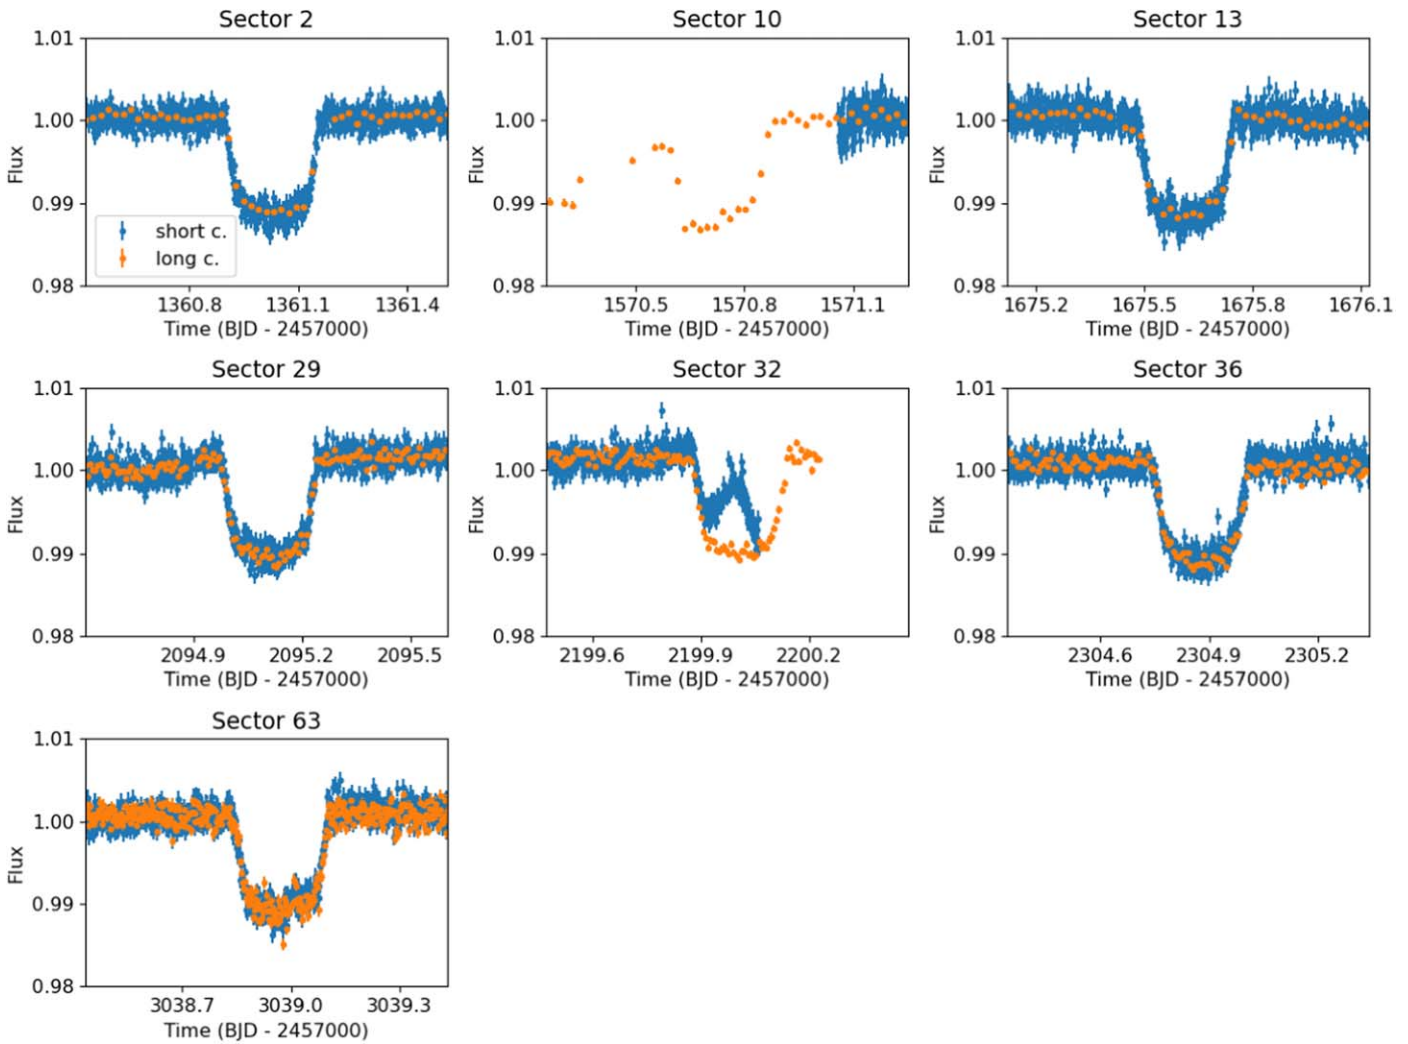 Sector 2
1.01
1.00
0.99
0.98
Flux
short c.
long c.
1360.8 1361.1 1361.4
Time (BJD - 2457000)
Sector 10
1.01
1.00
0.99
0.98
Flux
1570.5 1570.8 1571.1
Time (BJD - 2457000)
Sector 13
1.01
1.00
0.99
0.98
Flux
1675.2 1675.5 1675.8 1676.1
Time (BJD - 2457000)
Sector 29
1.01
1.00
0.99
0.98
Flux
2094.9 2095.2 2095.5
Time (BJD - 2457000)
Sector 32
1.01
1.00
0.99
0.98
Flux
2199.6 2199.9 2200.2
Time (BJD - 2457000)
Sector 36
1.01
1.00
0.99
0.98
Flux
2304.6 2304.9 2305.2
Time (BJD - 2457000)
Sector 63
1.01
1.00
0.99
0.98
Flux
3038.7 3039.0 3039.3
Time (BJD - 2457000)